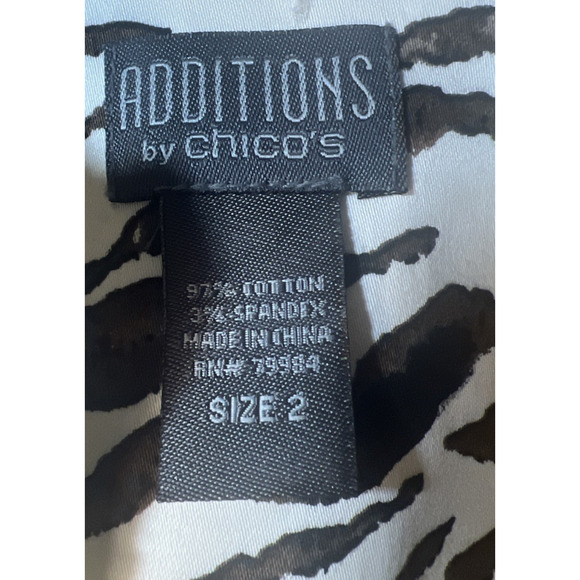 ADDITIONS
by chico's
97% COTTON
3% SPANDEX
MADE IN CHINA
RN# 79984
SIZE 2